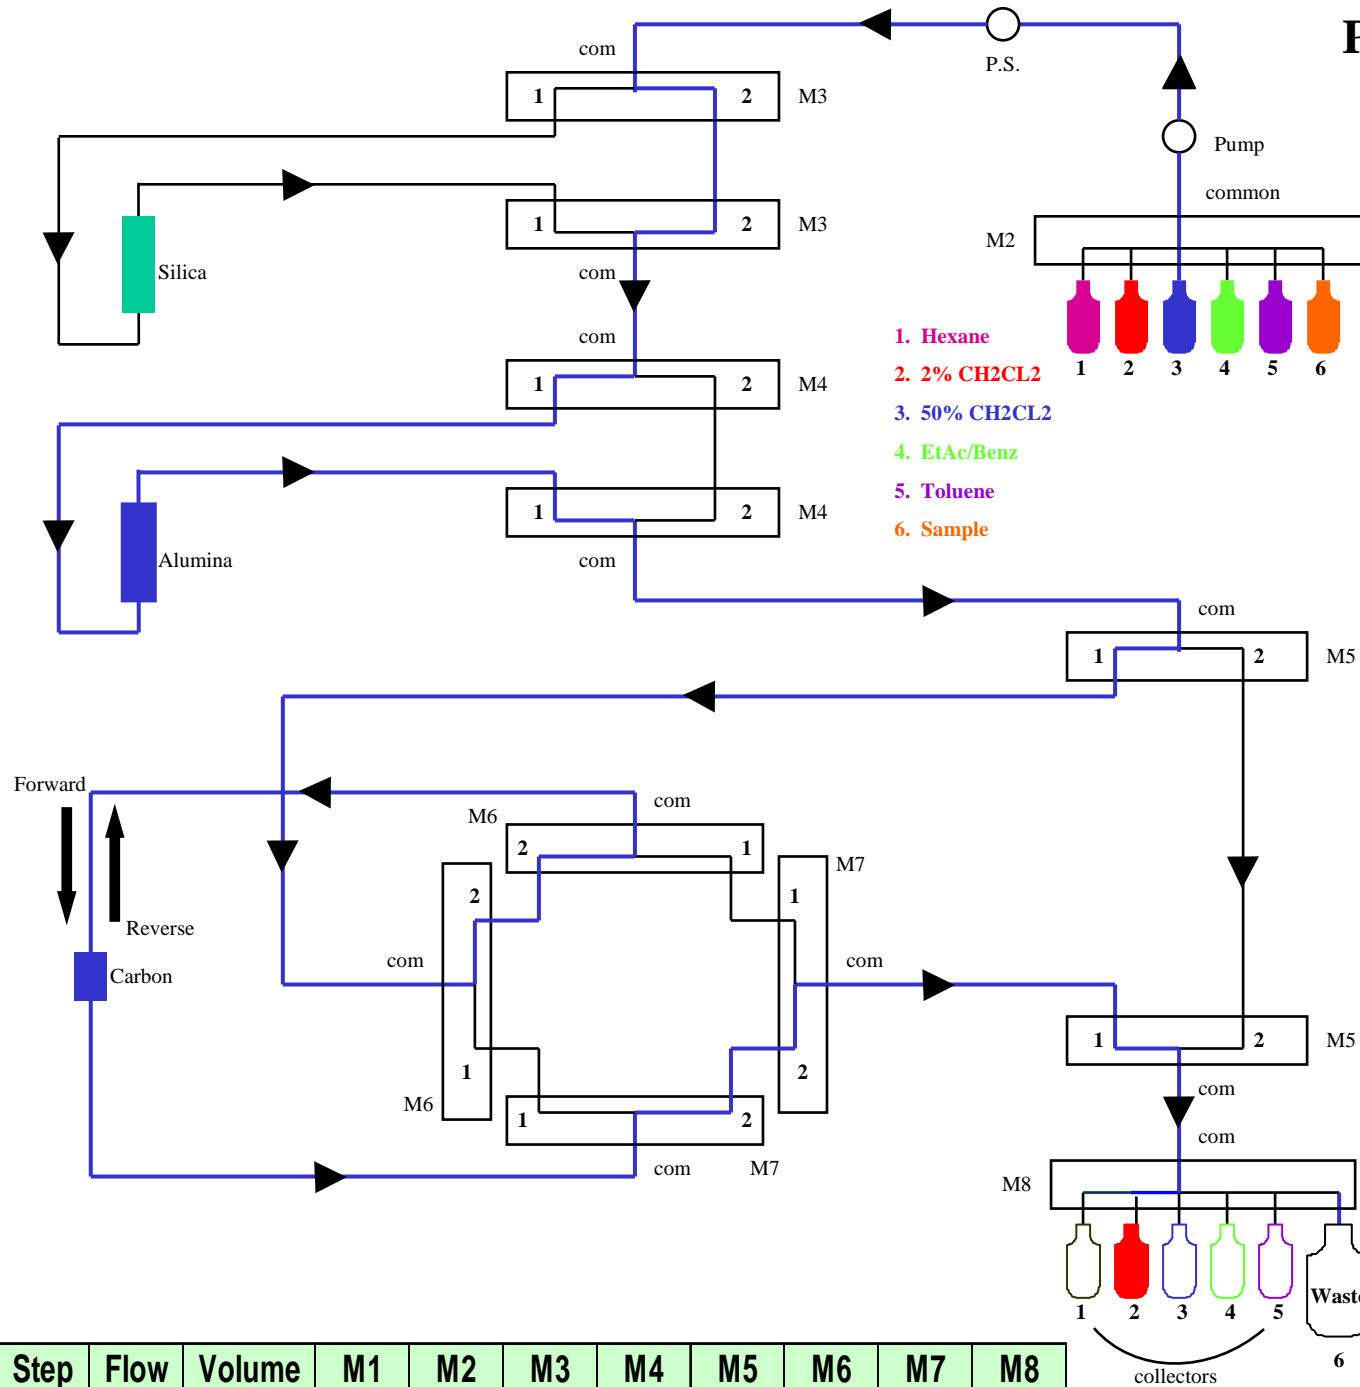 P
com
P.S.
1 2 M3
Pump
common
1 2 M3
M2
com
Silica
com
1. Hexane
2. 2% CH2CL2
3. 50% CH2CL2
4. EtAc/Benz
5. Toluene
6. Sample
1 2 3 4 5 6
1 2 M4
1 2 M4
com
Alumina
com
1 2 M5
Forward
Reverse
Carbon
com
M6
2 1
M7
2
1
com
com
1
2
M6
1 2
com
M7
1 2 M5
com
com
M8
1 2 3 4 5
Waste
6
collectors
Step Flow Volume M1 M2 M3 M4 M5 M6 M7 M8